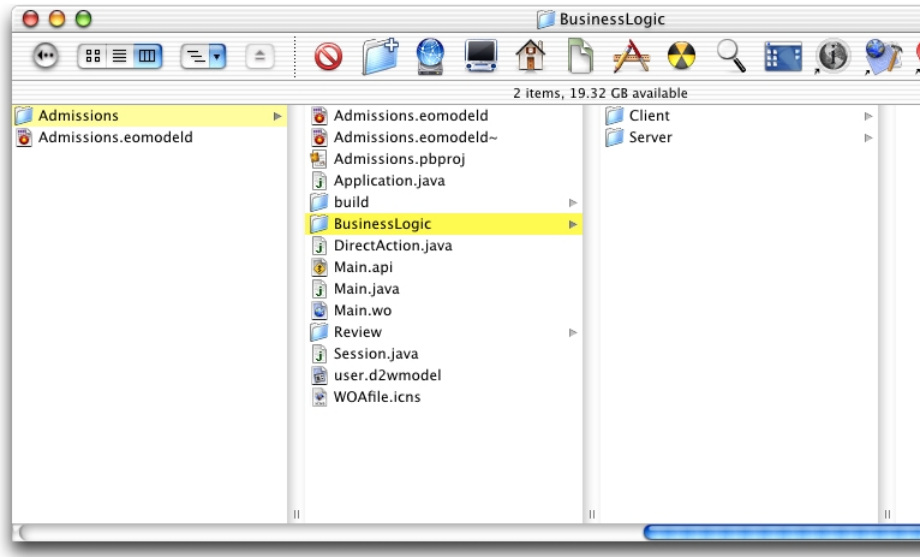 BusinessLogic
2 items, 19.32 GB available
Admissions
Admissions.eomodeld
Admissions.eomodeld
Admissions.eomodeld~
Admissions.pbproj
Application.java
build
BusinessLogic
DirectAction.java
Main.api
Main.java
Main.wo
Review
Session.java
user.d2wmodel
WOAfile.icns
Client
Server